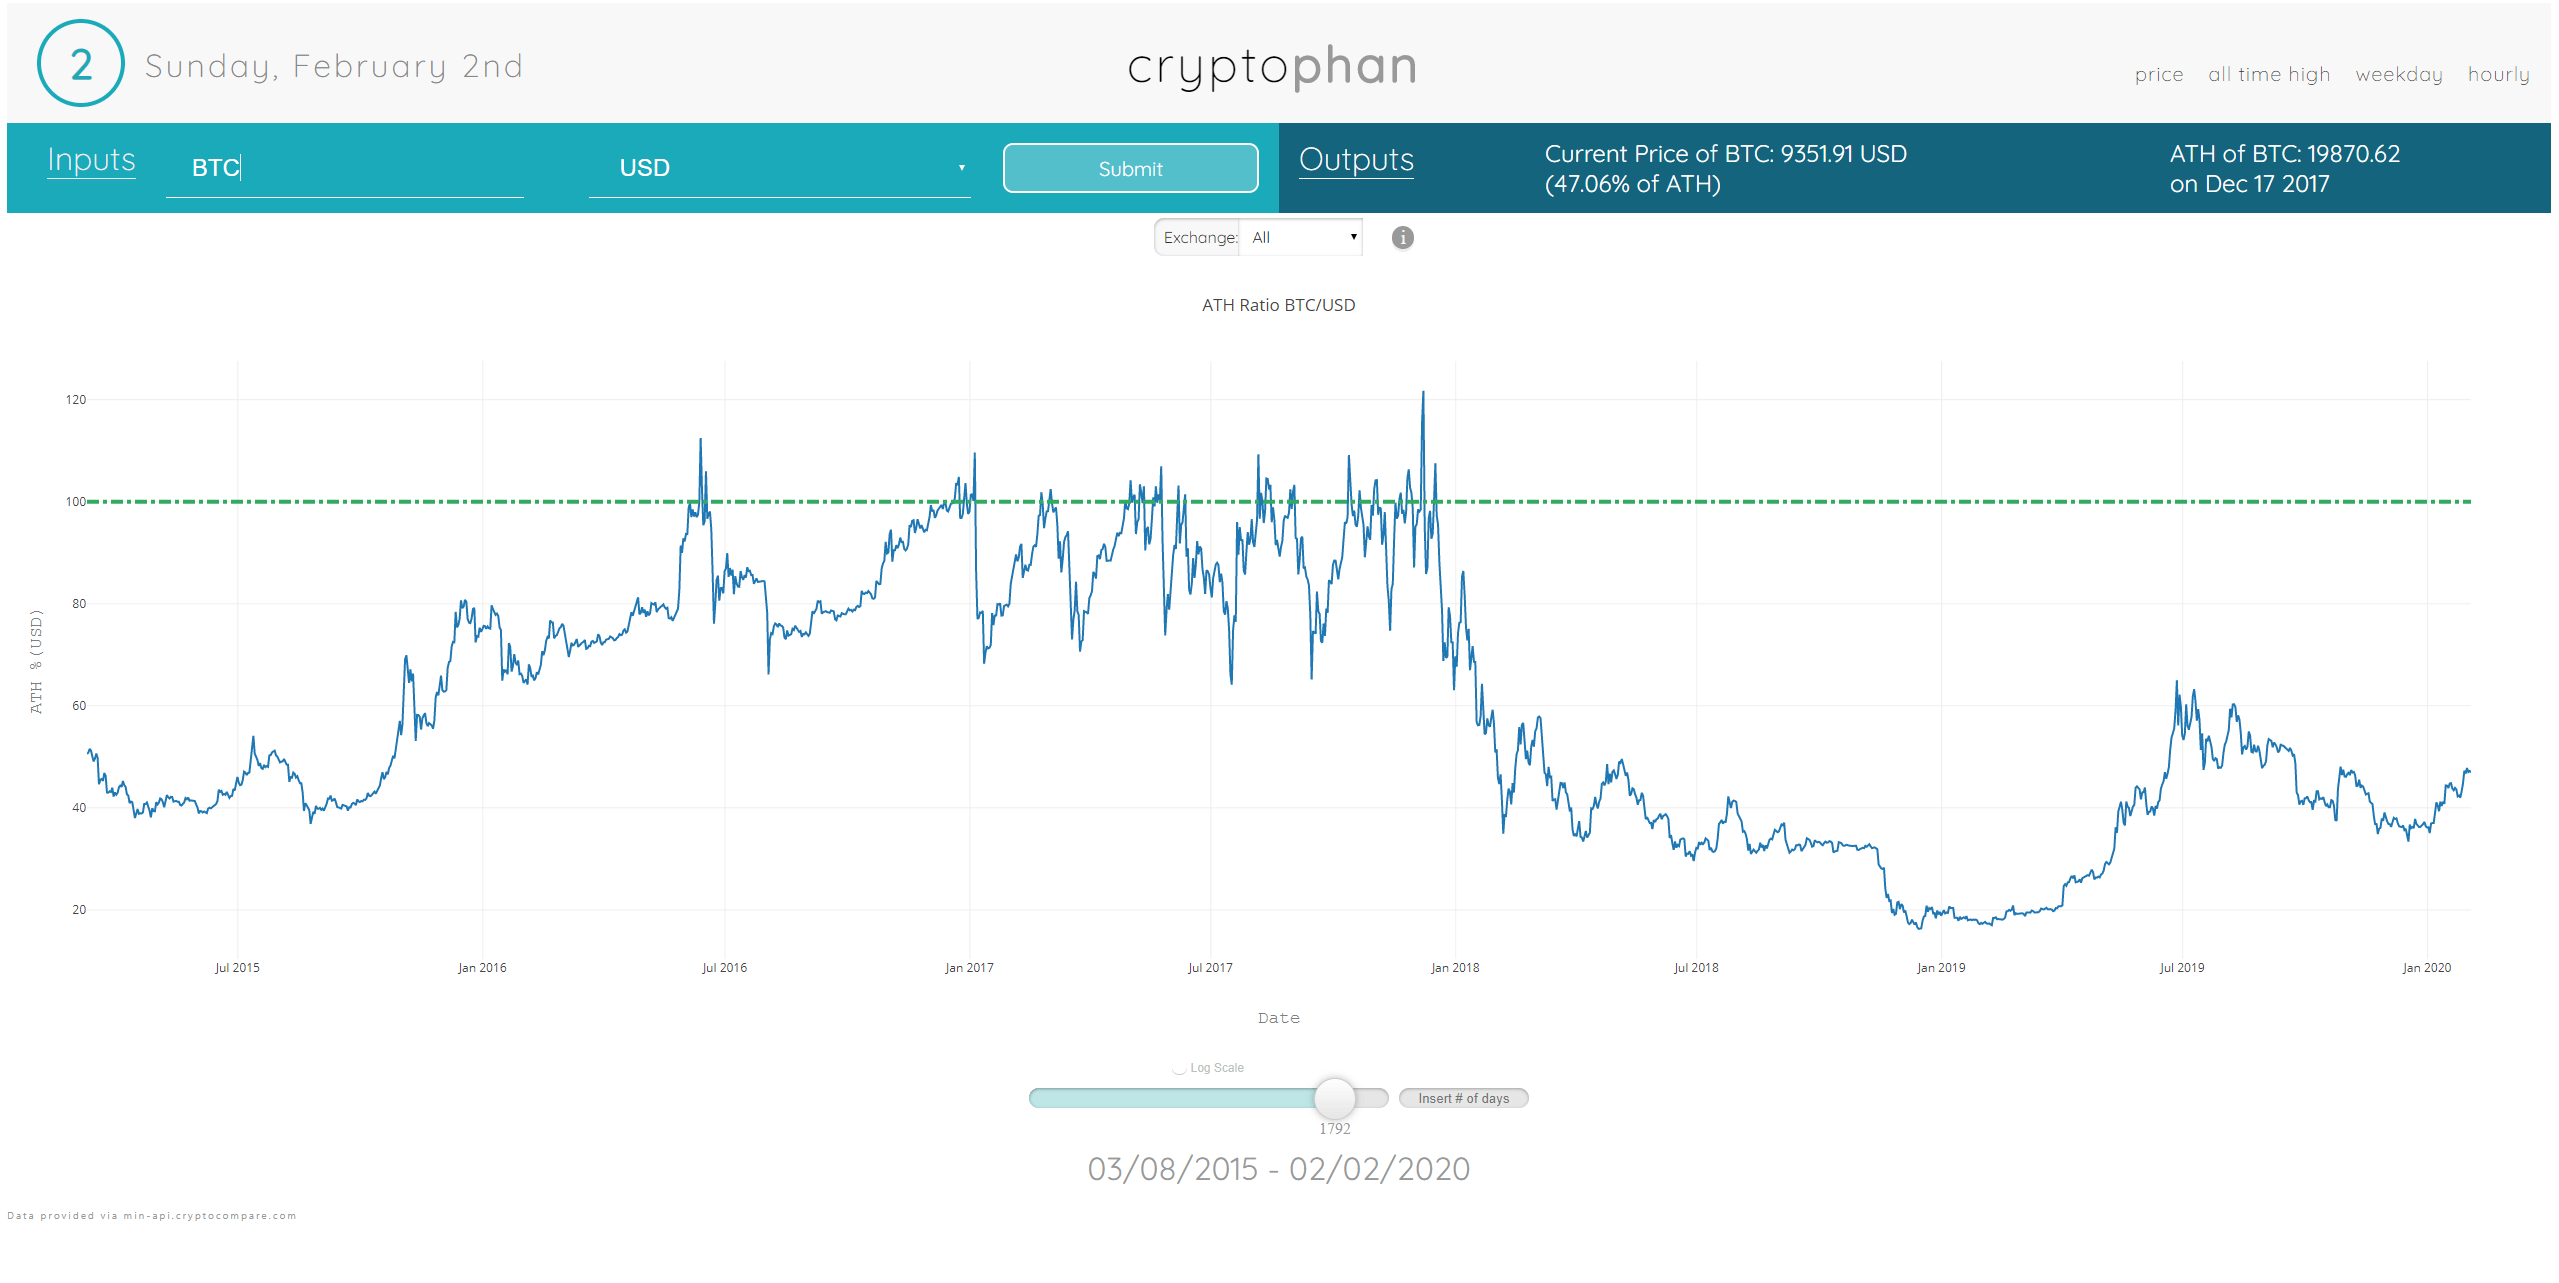 2 Sunday, February 2nd
cryptophan
price all time high weekday hourly
Inputs BTC USD ▾ Submit
Outputs
Current Price of BTC: 9351.91 USD
(47.06% of ATH)
ATH of BTC: 19870.62
on Dec 17 2017
Exchange: All
i
ATH Ratio BTC/USD
120
100
80
60
40
20
ATH %(USD)
Jul 2015 Jan 2016 Jul 2016 Jan 2017 Jul 2017 Jan 2018 Jul 2018 Jan 2019 Jul 2019 Jan 2020
Date
Log Scale
Insert # of days
1792
03/08/2015 - 02/02/2020
Data provided via min-api.cryptocompare.com